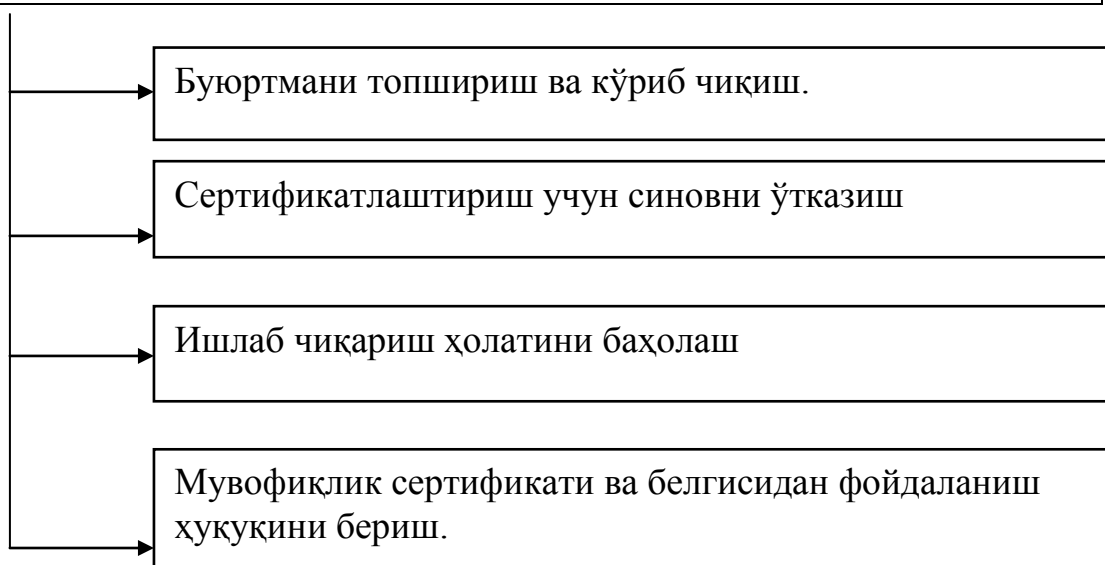 Буюртмани топшириш ва кўриб чиқиш.
Сертификатлаштириш учун синовни ўтказиш
Ишлаб чиқариш ҳолатини баҳолаш
Мувофиқлик сертификати ва белгисидан фойдаланиш
ҳуқуқини бериш.